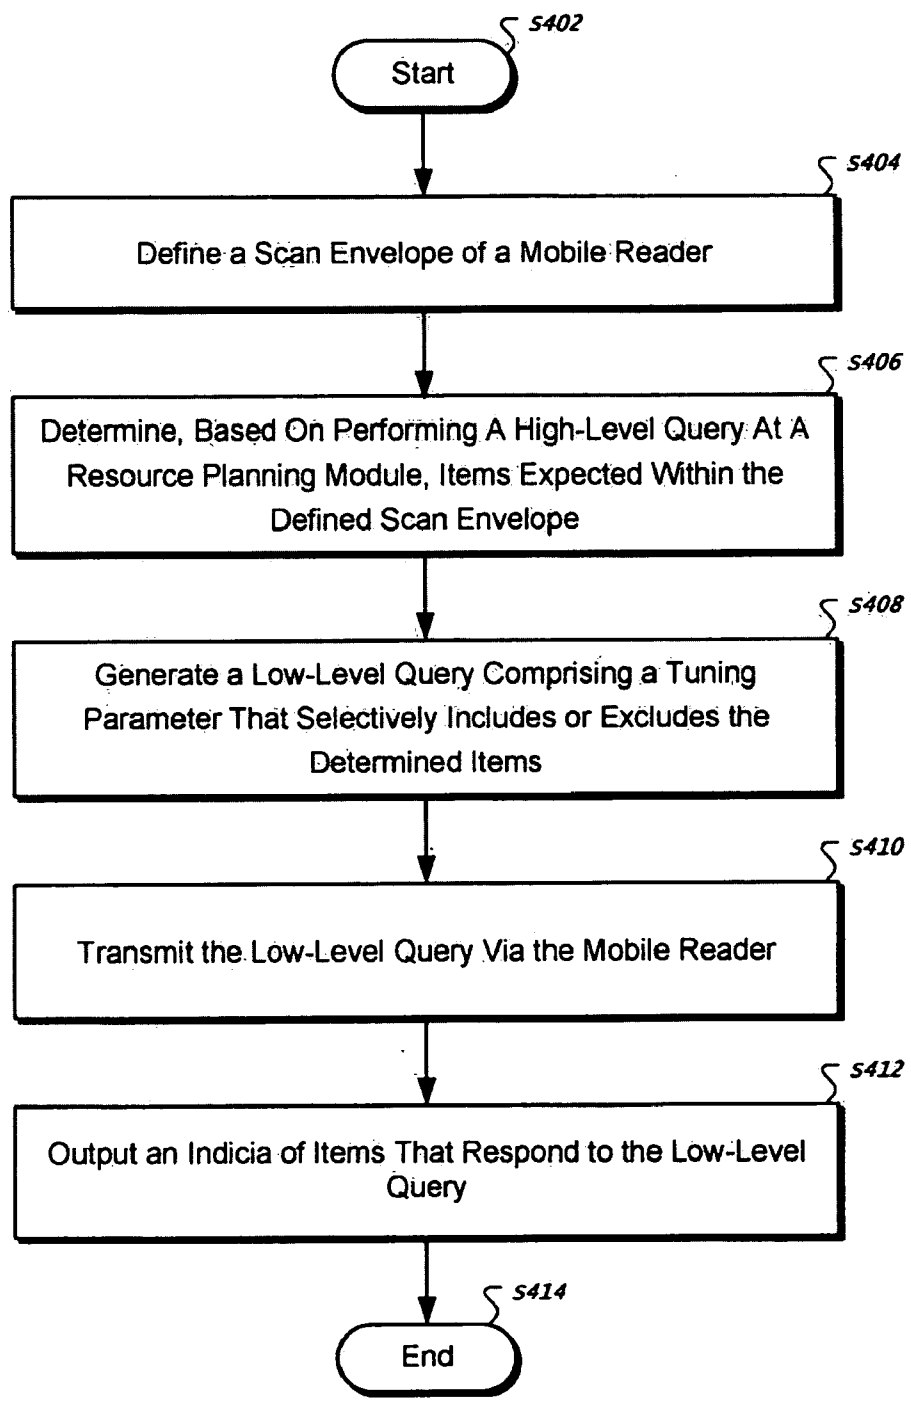 S402
Start
S404
Define a Scan Envelope of a Mobile Reader
S406
Determine, Based On Performing A High-Level Query At A
Resource Planning Module, Items Expected Within the
Defined Scan Envelope
S408
Generate a Low-Level Query Comprising a Tuning
Parameter That Selectively Includes or Excludes the
Determined Items
S410
Transmit the Low-Level Query Via the Mobile Reader
S412
Output an Indicia of Items That Respond to the Low-Level
Query
S414
End